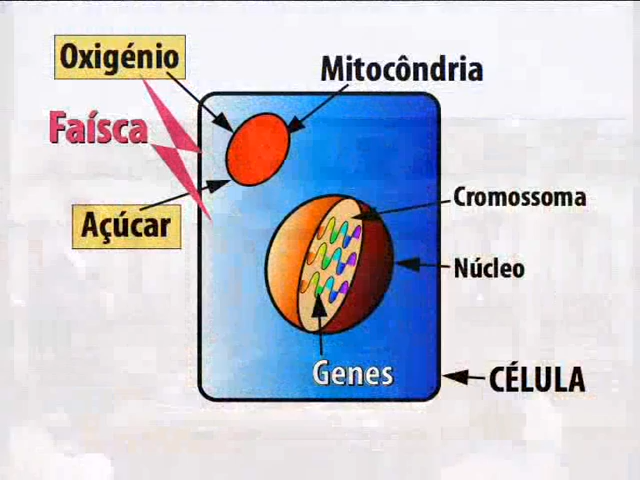 Oxigénio
Mitocôndria
Faísca
Açúcar
Cromossoma
Núcleo
Genes
CÉLULA